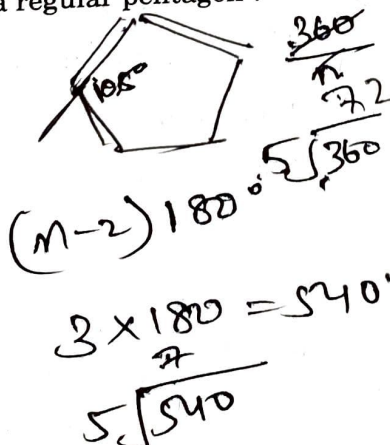 a regular pentagon
108°
360
n
72
5√360
(n-2) 180°
3 × 180 = 540°
5√540